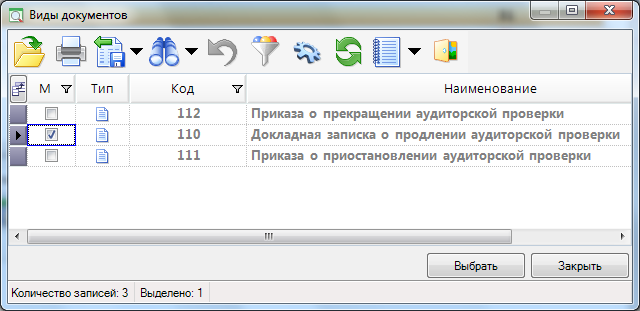 Виды документов
М Тип Код Наименование
112 Приказа о прекращении аудиторской проверки
110 Докладная записка о продлении аудиторской проверки
111 Приказа о приостановлении аудиторской проверки
Выбрать Закрыть
Количество записей: 3 Выделено: 1